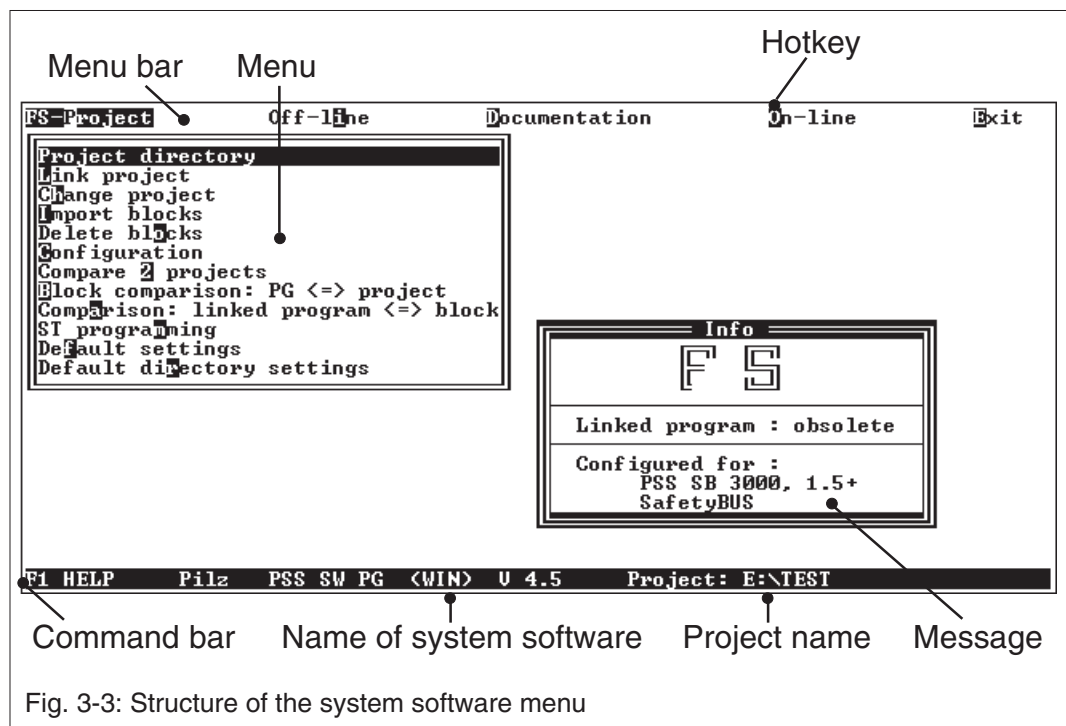 Hotkey
Menu bar Menu
FS-Project Off-line Documentation On-line Exit
Project directory
Link project
Change project
Import blocks
Delete blocks
Configuration
Compare 2 projects
Block comparison: PG <=> project
Comparison: linked program <=> block
ST programming
Default settings
Default directory settings
Info
FS
Linked program : obsolete
Configured for :
PSS SB 3000, 1.5+
SafetyBUS
F1 HELP Pilz PSS SW PG (WIN) V 4.5 Project: E:\TEST
Command bar Name of system software Project name Message
Fig. 3-3: Structure of the system software menu